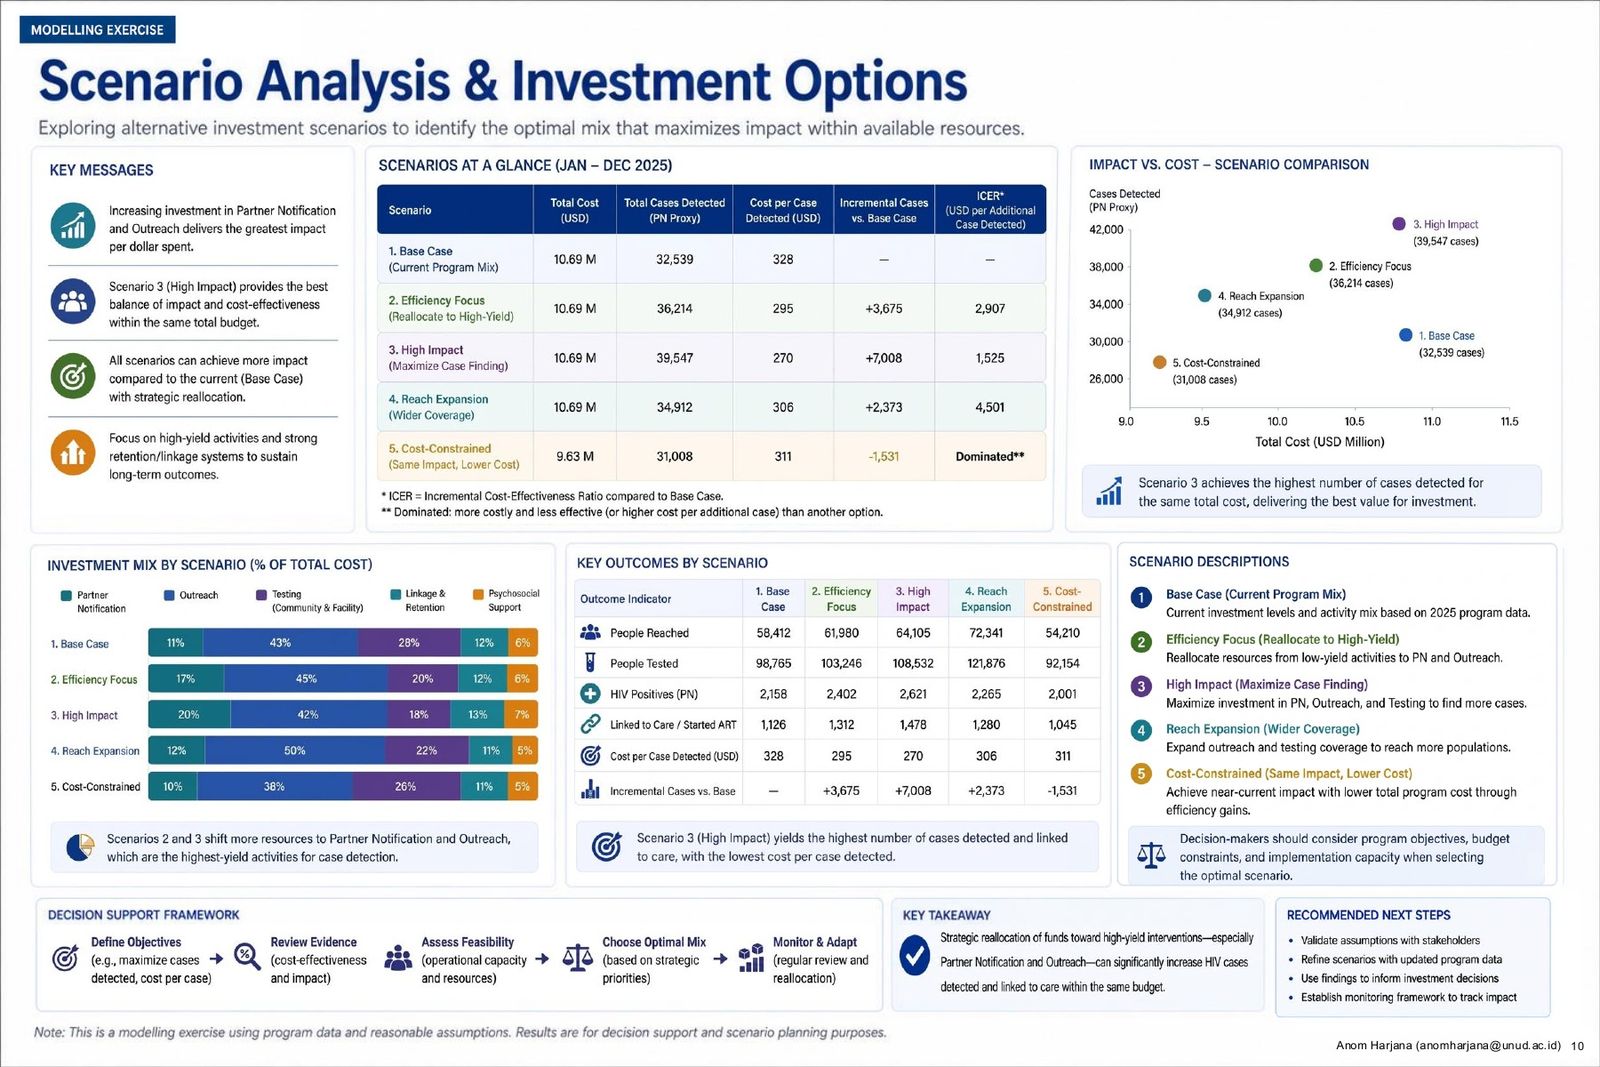 MODELLING EXERCISE
Scenario Analysis & Investment Options
Exploring alternative investment scenarios to identify the optimal mix that maximizes impact within available resources.
KEY MESSAGES
Increasing investment in Partner Notification
and Outreach delivers the greatest impact
per dollar spent.
Scenario 3 (High Impact) provides the best
balance of impact and cost-effectiveness
within the same total budget.
All scenarios can achieve more impact
compared to the current (Base Case)
with strategic reallocation.
Focus on high-yield activities and strong
retention/linkage systems to sustain
long-term outcomes.
SCENARIOS AT A GLANCE (JAN – DEC 2025)
Scenario
Total Cost
(USD)
Total Cases Detected
(PN Proxy)
Cost per Case
Detected (USD)
Incremental Cases
vs. Base Case
ICER*
(USD per Additional
Case Detected)
1. Base Case
(Current Program Mix)
10.69 M 32,539 328 — —
2. Efficiency Focus
(Reallocate to High-Yield)
10.69 M 36,214 295 +3,675 2,907
3. High Impact
(Maximize Case Finding)
10.69 M 39,547 270 +7,008 1,525
4. Reach Expansion
(Wider Coverage)
10.69 M 34,912 306 +2,373 4,501
5. Cost-Constrained
(Same Impact, Lower Cost)
9.63 M 31,008 311 -1,531 Dominated**
* ICER = Incremental Cost-Effectiveness Ratio compared to Base Case.
** Dominated: more costly and less effective (or higher cost per additional case) than another option.
IMPACT VS. COST – SCENARIO COMPARISON
Cases Detected
(PN Proxy)
42,000
38,000
34,000
30,000
26,000
3. High Impact
(39,547 cases)
2. Efficiency Focus
(36,214 cases)
4. Reach Expansion
(34,912 cases)
1. Base Case
(32,539 cases)
5. Cost-Constrained
(31,008 cases)
9.0 9.5 10.0 10.5 11.0 11.5
Total Cost (USD Million)
Scenario 3 achieves the highest number of cases detected for
the same total cost, delivering the best value for investment.
INVESTMENT MIX BY SCENARIO (% OF TOTAL COST)
Partner
Notification
Outreach
Testing
(Community & Facility)
Linkage &
Retention
Psychosocial
Support
1. Base Case 11% 43% 28% 12% 6%
2. Efficiency Focus 17% 45% 20% 12% 6%
3. High Impact 20% 42% 18% 13% 7%
4. Reach Expansion 12% 50% 22% 11% 5%
5. Cost-Constrained 10% 38% 26% 11% 5%
Scenarios 2 and 3 shift more resources to Partner Notification and Outreach,
which are the highest-yield activities for case detection.
KEY OUTCOMES BY SCENARIO
Outcome Indicator
1. Base
Case
2. Efficiency
Focus
3. High
Impact
4. Reach
Expansion
5. Cost-
Constrained
People Reached 58,412 61,980 64,105 72,341 54,210
People Tested 98,765 103,246 108,532 121,876 92,154
HIV Positives (PN) 2,158 2,402 2,621 2,265 2,001
Linked to Care / Started ART 1,126 1,312 1,478 1,280 1,045
Cost per Case Detected (USD) 328 295 270 306 311
Incremental Cases vs. Base — +3,675 +7,008 +2,373 -1,531
Scenario 3 (High Impact) yields the highest number of cases detected and linked
to care, with the lowest cost per case detected.
SCENARIO DESCRIPTIONS
1 Base Case (Current Program Mix)
Current investment levels and activity mix based on 2025 program data.
2 Efficiency Focus (Reallocate to High-Yield)
Reallocate resources from low-yield activities to PN and Outreach.
3 High Impact (Maximize Case Finding)
Maximize investment in PN, Outreach, and Testing to find more cases.
4 Reach Expansion (Wider Coverage)
Expand outreach and testing coverage to reach more populations.
5 Cost-Constrained (Same Impact, Lower Cost)
Achieve near-current impact with lower total program cost through
efficiency gains.
Decision-makers should consider program objectives, budget
constraints, and implementation capacity when selecting
the optimal scenario.
DECISION SUPPORT FRAMEWORK
Define Objectives
(e.g., maximize cases
detected, cost per case)
Review Evidence
(cost-effectiveness
and impact)
Assess Feasibility
(operational capacity
and resources)
Choose Optimal Mix
(based on strategic
priorities)
Monitor & Adapt
(regular review and
reallocation)
KEY TAKEAWAY
Strategic reallocation of funds toward high-yield interventions—especially
Partner Notification and Outreach—can significantly increase HIV cases
detected and linked to care within the same budget.
RECOMMENDED NEXT STEPS
• Validate assumptions with stakeholders
• Refine scenarios with updated program data
• Use findings to inform investment decisions
• Establish monitoring framework to track impact
Note: This is a modelling exercise using program data and reasonable assumptions. Results are for decision support and scenario planning purposes.
Anom Harjana (anomharjana@unud.ac.id) 10